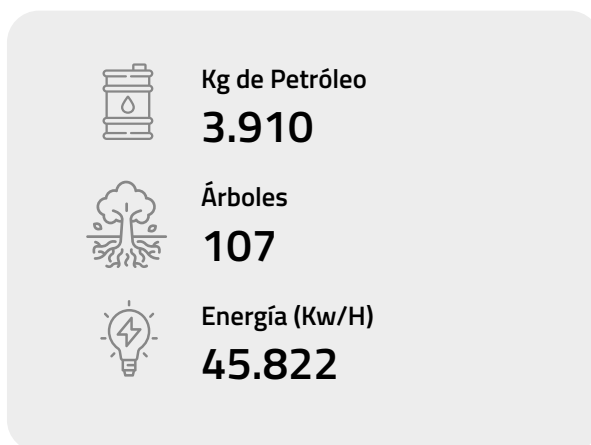 Kg de Petróleo
3.910
Árboles
107
Energía (Kw/H)
45.822